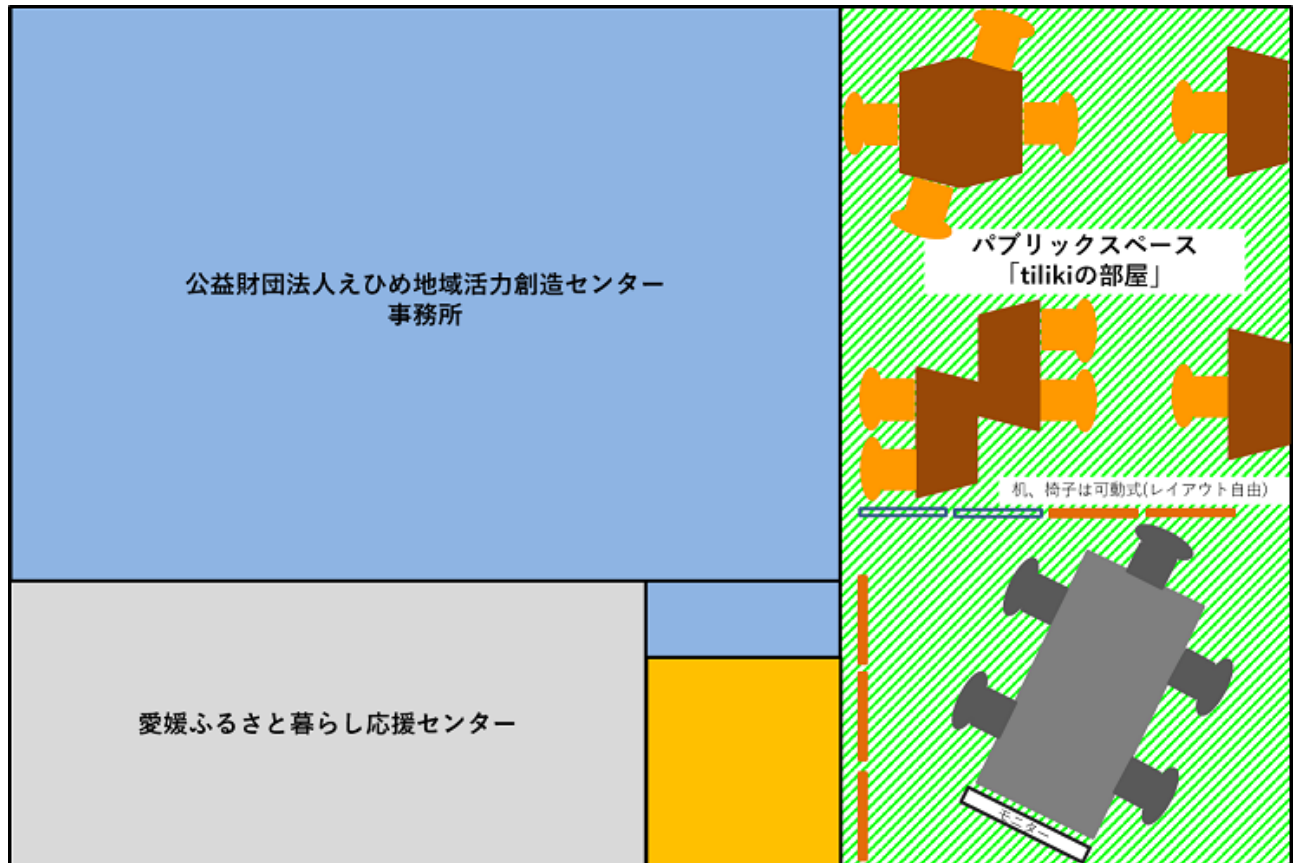 公益財団法人えひめ地域活力創造センター
事務所
パブリックスペース
「tilikiの部屋」
机、椅子は可動式(レイアウト自由)
愛媛ふるさと暮らし応援センター
モニター